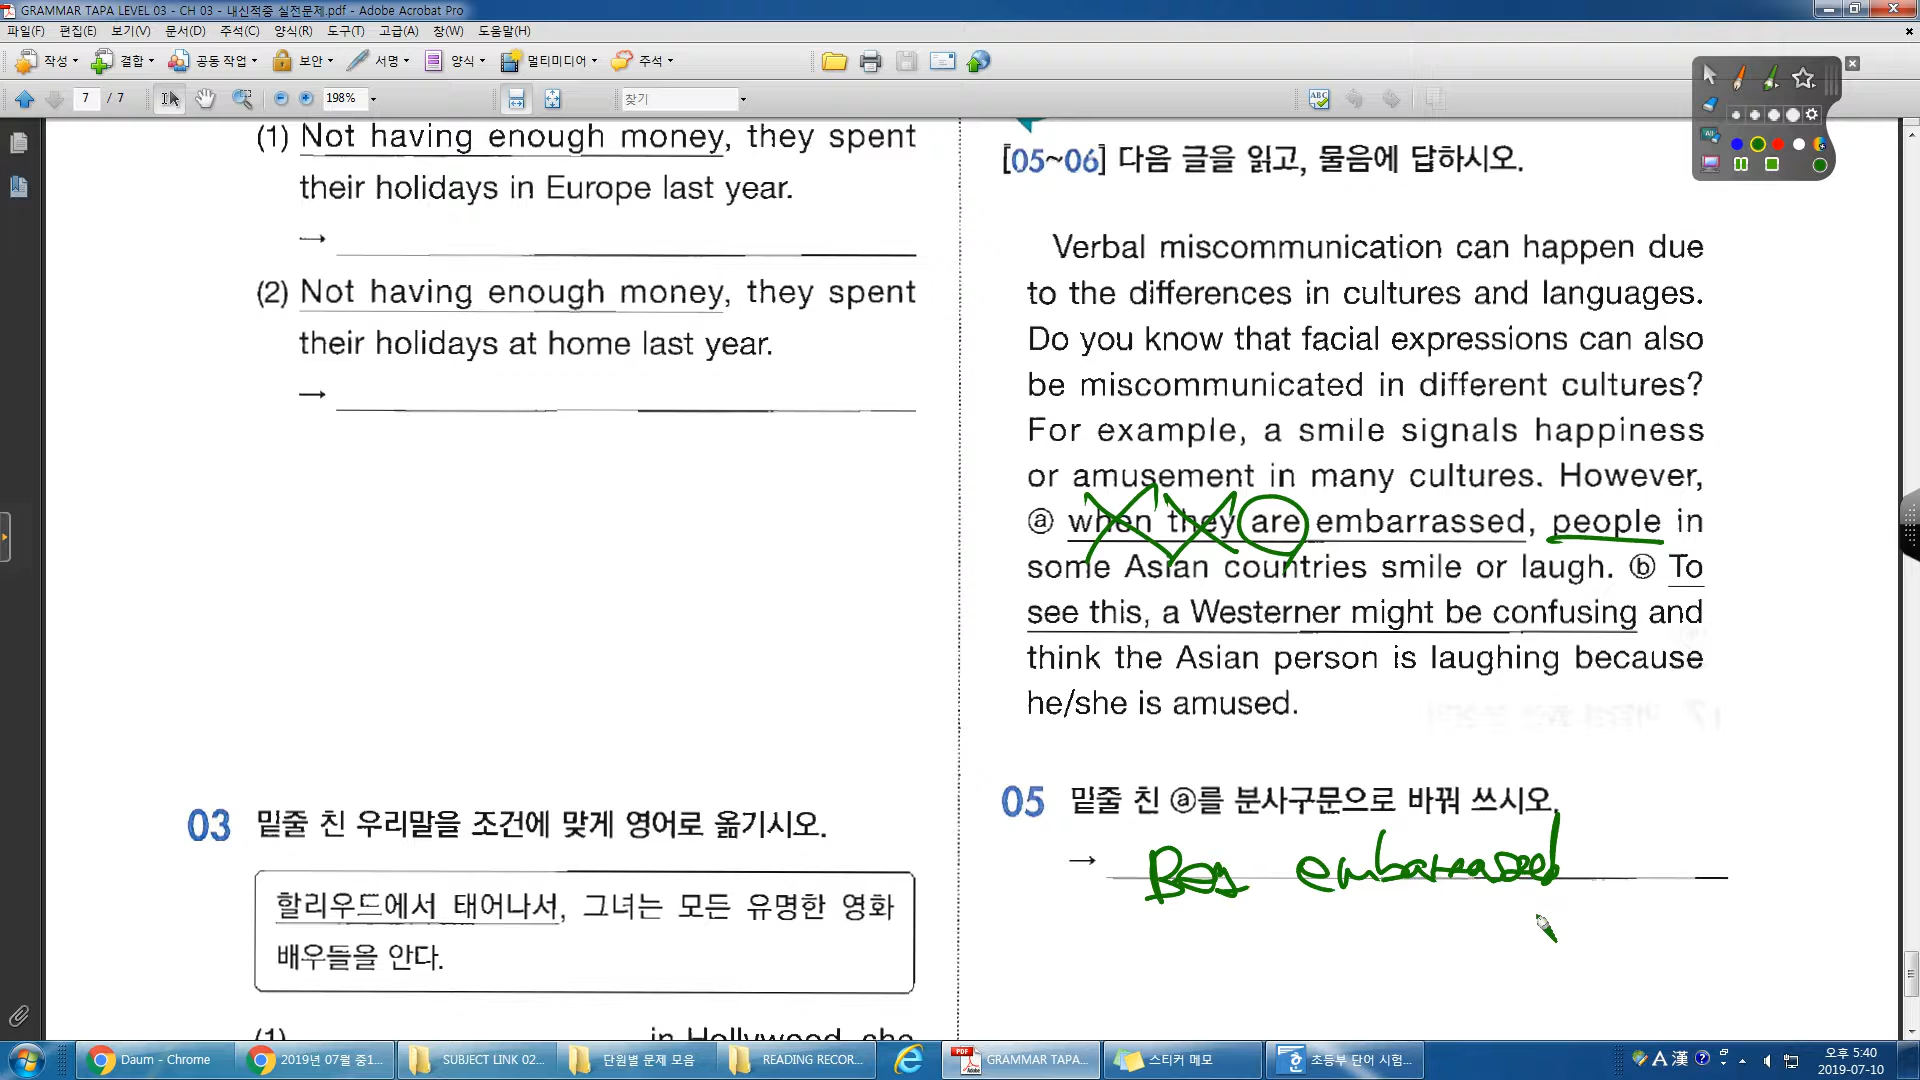 GRAMMAR TAPA LEVEL 03 - CH 03 - 내신적중 실전문제.pdf - Adobe Acrobat Pro
파일(F) 편집(E) 보기(V) 문서(D) 주석(C) 양식(R) 도구(T) 고급(A) 창(W) 도움말(H)
작성 결합 공동 작업 보안 서명 양식 멀티미디어 주석
7 / 7 198% 찾기
(1) Not having enough money, they spent
their holidays in Europe last year.
→
(2) Not having enough money, they spent
their holidays at home last year.
→
03 밑줄 친 우리말을 조건에 맞게 영어로 옮기시오.
할리우드에서 태어나서, 그녀는 모든 유명한 영화
배우들을 안다.
(1) in Hollywood, she
[05~06] 다음 글을 읽고, 물음에 답하시오.
Verbal miscommunication can happen due
to the differences in cultures and languages.
Do you know that facial expressions can also
be miscommunicated in different cultures?
For example, a smile signals happiness
or amusement in many cultures. However,
ⓐ when they are embarrassed, people in
some Asian countries smile or laugh. ⓑ To
see this, a Westerner might be confusing and
think the Asian person is laughing because
he/she is amused.
05 밑줄 친 ⓐ를 분사구문으로 바꿔 쓰시오.
→ embarrassed
Daum - Chrome 2019년 07월 중1... SUBJECT LINK 02... 단원별 문제 모음 READING RECOR... GRAMMAR TAPA... 스티커 메모 초등부 단어 시험...
A 漢
오후 5:40
2019-07-10